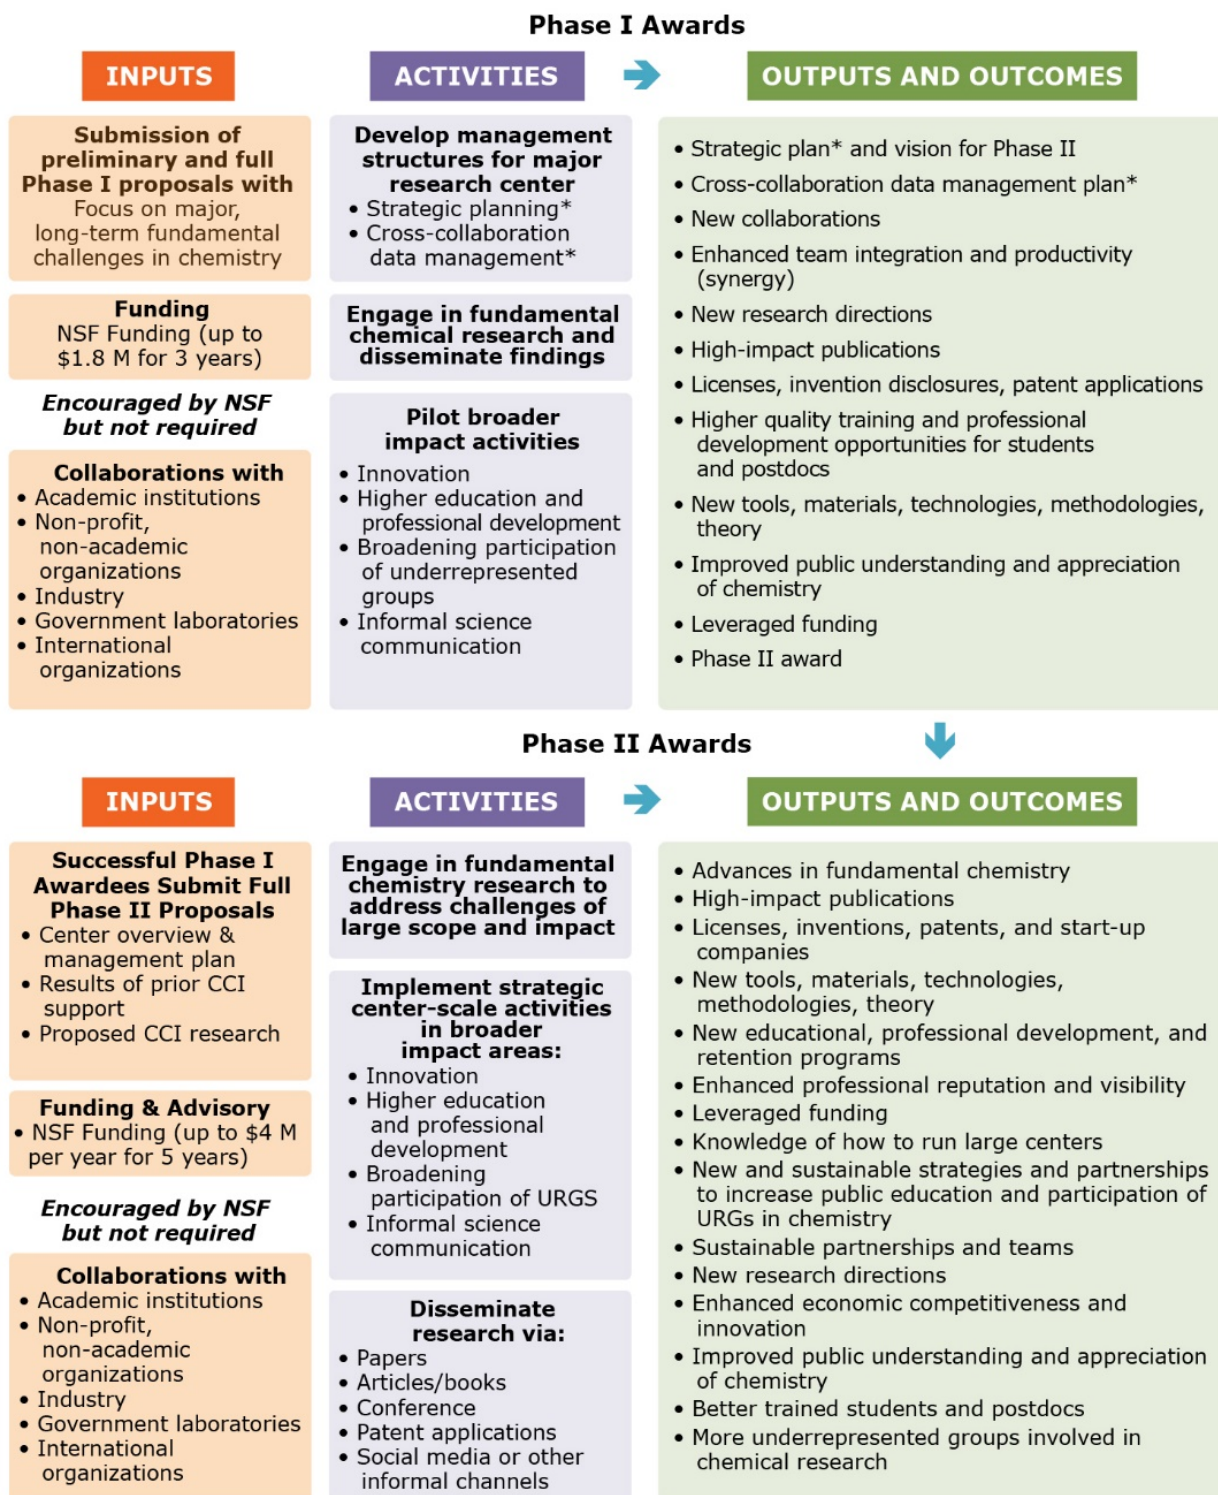 Phase I Awards
INPUTS
Submission of
preliminary and full
Phase I proposals with
Focus on major,
long-term fundamental
challenges in chemistry
Funding
NSF Funding (up to
$1.8 M for 3 years)
Encouraged by NSF
but not required
Collaborations with
• Academic institutions
• Non-profit,
non-academic
organizations
• Industry
• Government laboratories
• International
organizations
ACTIVITIES
Develop management
structures for major
research center
• Strategic planning*
• Cross-collaboration
data management*
Engage in fundamental
chemical research and
disseminate findings
Pilot broader
impact activities
• Innovation
• Higher education and
professional development
• Broadening participation
of underrepresented
groups
• Informal science
communication
OUTPUTS AND OUTCOMES
• Strategic plan* and vision for Phase II
• Cross-collaboration data management plan*
• New collaborations
• Enhanced team integration and productivity
(synergy)
• New research directions
• High-impact publications
• Licenses, invention disclosures, patent applications
• Higher quality training and professional
development opportunities for students
and postdocs
• New tools, materials, technologies, methodologies,
theory
• Improved public understanding and appreciation
of chemistry
• Leveraged funding
• Phase II award
Phase II Awards
INPUTS
Successful Phase I
Awardees Submit Full
Phase II Proposals
• Center overview &
management plan
• Results of prior CCI
support
• Proposed CCI research
Funding & Advisory
• NSF Funding (up to $4 M
per year for 5 years)
Encouraged by NSF
but not required
Collaborations with
• Academic institutions
• Non-profit,
non-academic
organizations
• Industry
• Government laboratories
• International
organizations
ACTIVITIES
Engage in fundamental
chemistry research to
address challenges of
large scope and impact
Implement strategic
center-scale activities
in broader
impact areas:
• Innovation
• Higher education
and professional
development
• Broadening
participation of URGS
• Informal science
communication
Disseminate
research via:
• Papers
• Articles/books
• Conference
• Patent applications
• Social media or other
informal channels
OUTPUTS AND OUTCOMES
• Advances in fundamental chemistry
• High-impact publications
• Licenses, inventions, patents, and start-up
companies
• New tools, materials, technologies,
methodologies, theory
• New educational, professional development, and
retention programs
• Enhanced professional reputation and visibility
• Leveraged funding
• Knowledge of how to run large centers
• New and sustainable strategies and partnerships
to increase public education and participation of
URGs in chemistry
• Sustainable partnerships and teams
• New research directions
• Enhanced economic competitiveness and
innovation
• Improved public understanding and appreciation
of chemistry
• Better trained students and postdocs
• More underrepresented groups involved in
chemical research